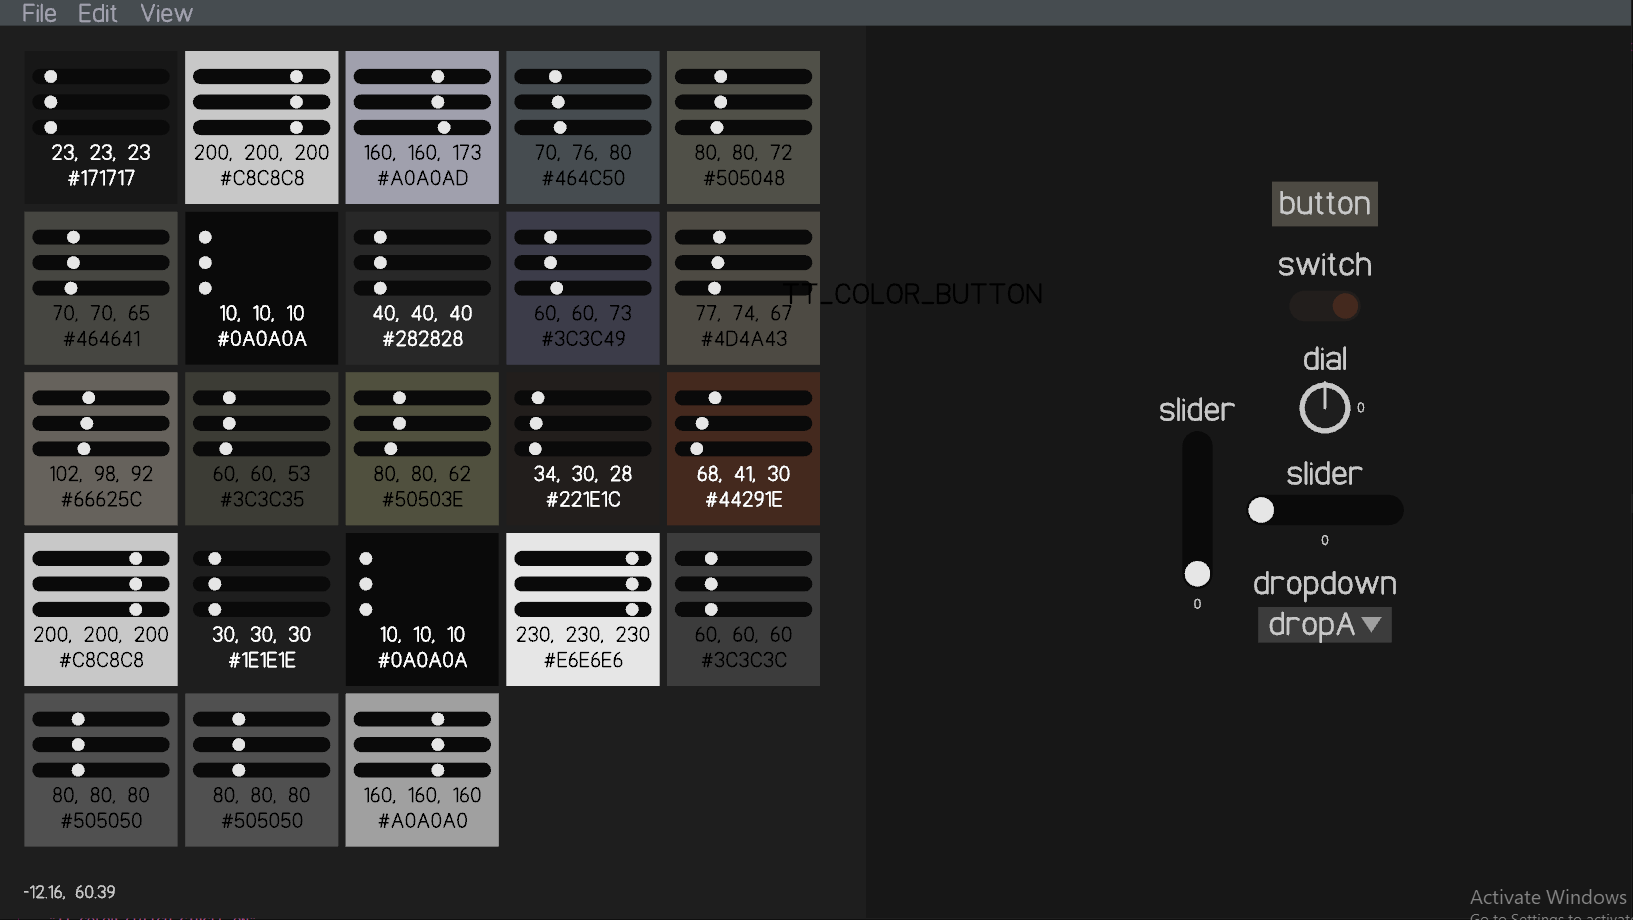 File Edit View
23, 23, 23
#171717
200, 200, 200
#C8C8C8
160, 160, 173
#A0A0AD
70, 76, 80
#464C50
80, 80, 72
#505048
70, 70, 65
#464641
10, 10, 10
#0A0A0A
40, 40, 40
#282828
60, 60, 73
#3C3C49
77, 74, 67
#4D4A43
TT_COLOR_BUTTON
102, 98, 92
#66625C
60, 60, 53
#3C3C35
80, 80, 62
#50503E
34, 30, 28
#221E1C
68, 41, 30
#44291E
200, 200, 200
#C8C8C8
30, 30, 30
#1E1E1E
10, 10, 10
#0A0A0A
230, 230, 230
#E6E6E6
60, 60, 60
#3C3C3C
80, 80, 80
#505050
80, 80, 80
#505050
160, 160, 160
#A0A0A0
-12.16, 60.39
button
switch
dial
0
slider
0
slider
0
dropdown
dropA
Activate Windows
Go to Settings to activate